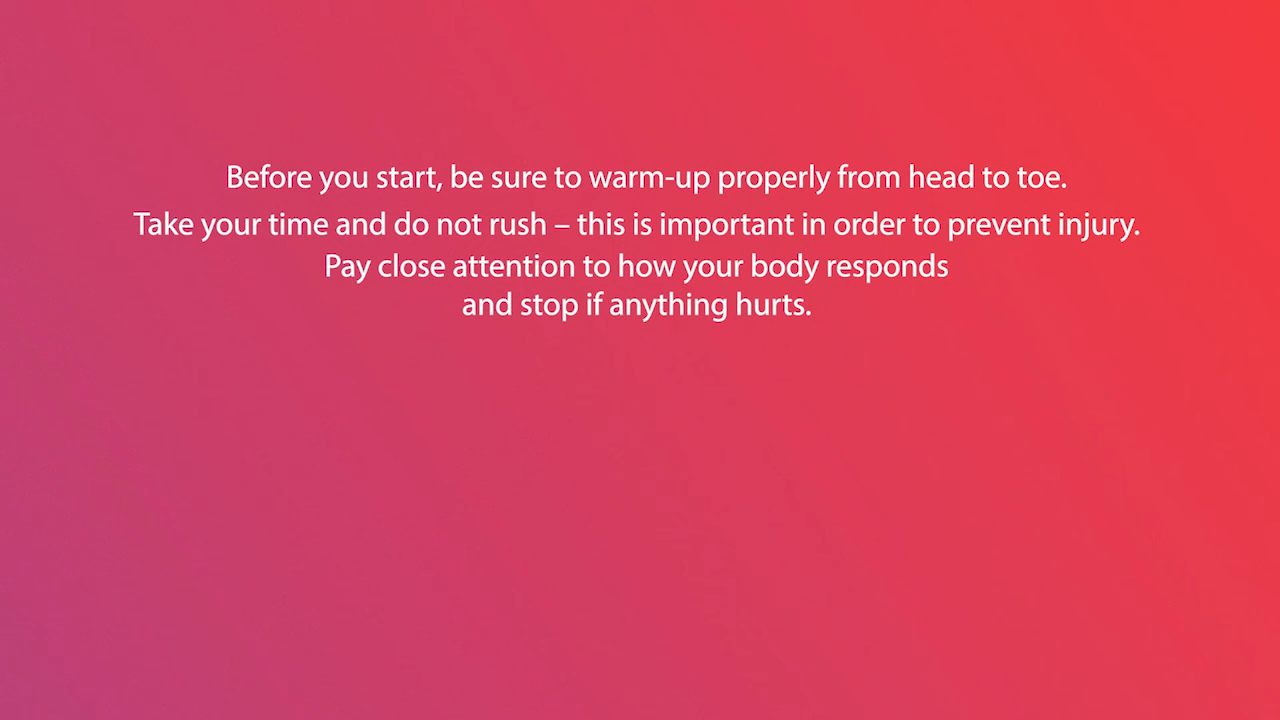 Before you start, be sure to warm-up properly from head to toe.
Take your time and do not rush – this is important in order to prevent injury.
Pay close attention to how your body responds
and stop if anything hurts.